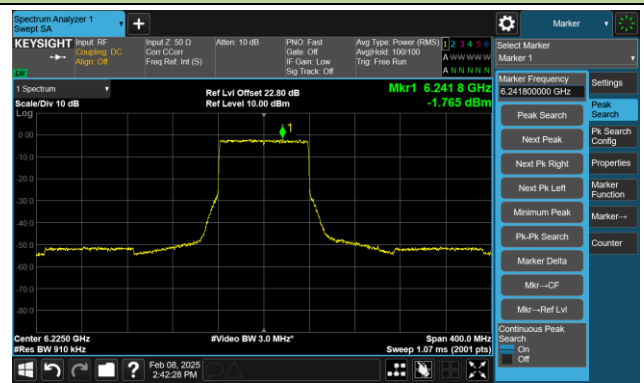 Spectrum Analyzer 1
Swept SA
+
Marker
KEYSIGHT
Input: RF
Coupling: DC
Align: Off
Input Z: 50 Ω
Corr CCorr
Freq Ref: Int (S)
Atten: 10 dB
PNO: Fast
Gate: Off
IF Gain: Low
Sig Track: Off
Avg Type: Power (RMS)
Avg|Hold: 100/100
Trig: Free Run
1 2 3 4 5 6
A W W W W W
A N N N N N
Select Marker
Marker 1
1 Spectrum
Scale/Div 10 dB
Log
Ref Lvl Offset 22.80 dB
Ref Level 10.00 dBm
Mkr1 6.241 8 GHz
-1.765 dBm
1
0.00
-10.0
-20.0
-30.0
-40.0
-50.0
-60.0
-70.0
-80.0
Center 6.2250 GHz
#Res BW 910 kHz
#Video BW 3.0 MHz*
Span 400.0 MHz
Sweep 1.07 ms (2001 pts)
Marker Frequency
6.241800000 GHz
Peak Search
Next Peak
Next Pk Right
Next Pk Left
Minimum Peak
Pk-Pk Search
Marker Delta
Mkr→CF
Mkr→Ref Lvl
Continuous Peak
Search
On
Off
Settings
Peak
Search
Pk Search
Config
Properties
Marker
Function
Marker→
Counter
?
Feb 08, 2025
2:42:28 PM